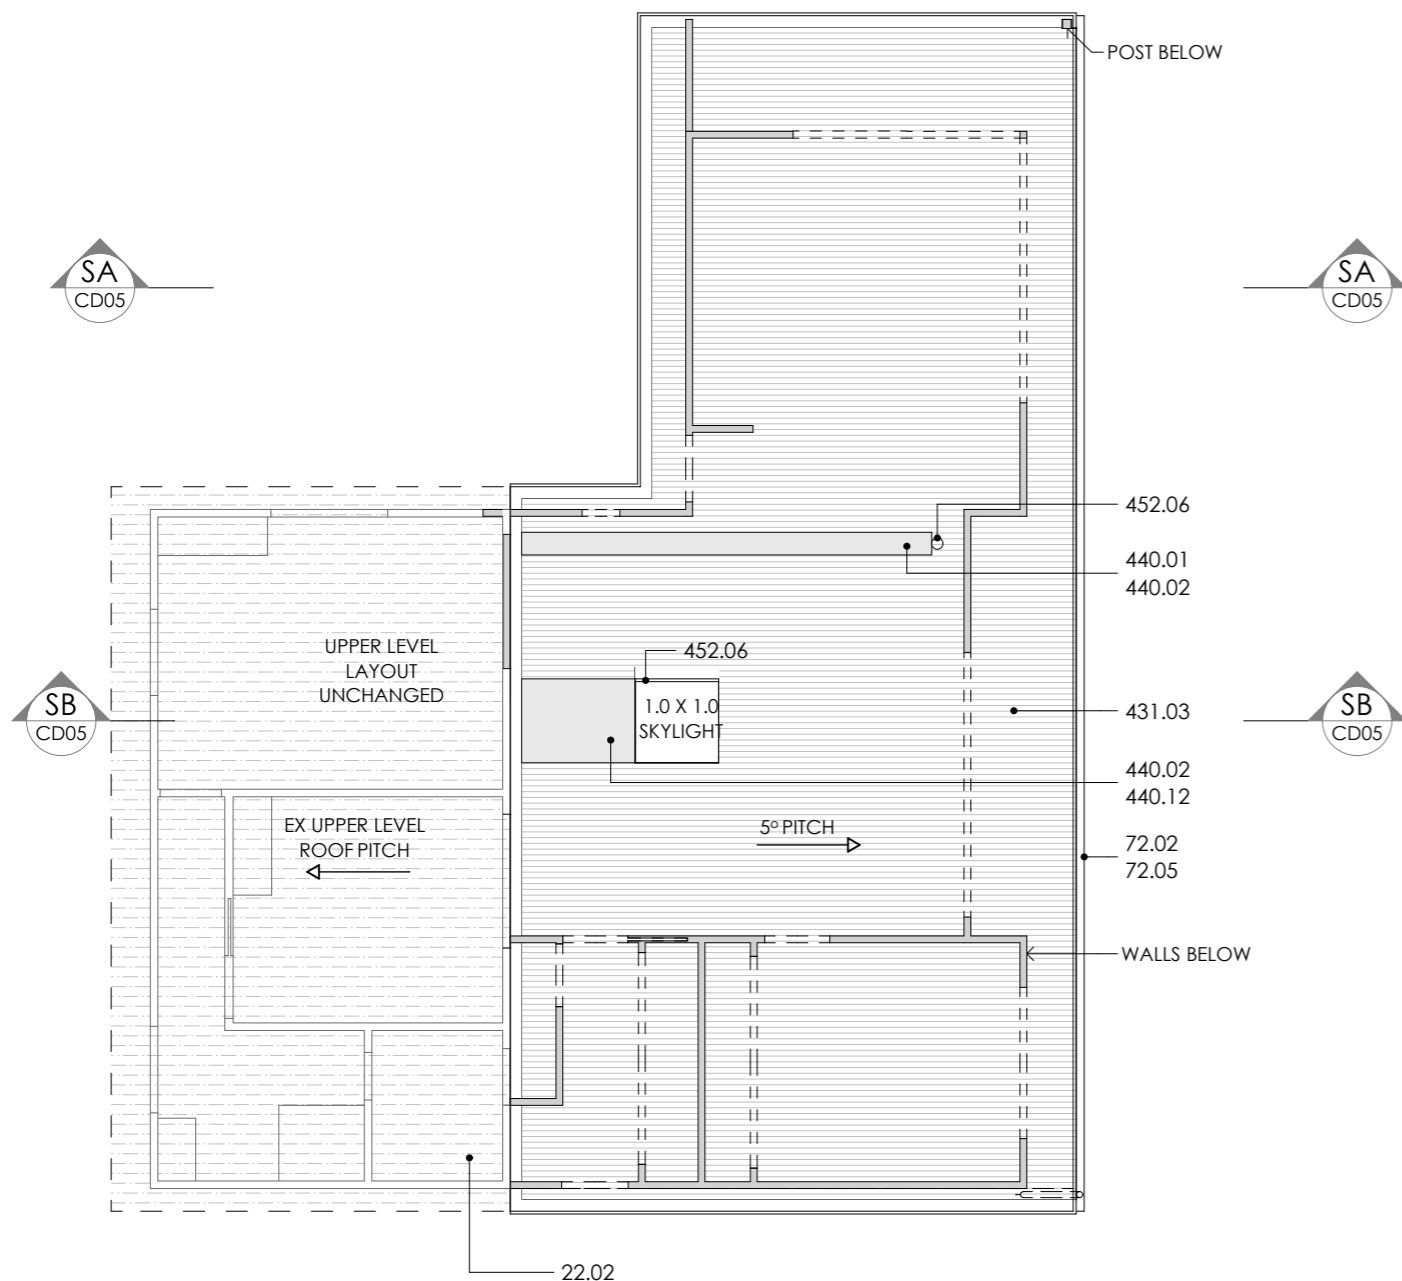 POST BELOW
SA
CD05
SA
CD05
452.06
440.01
440.02
UPPER LEVEL
LAYOUT
UNCHANGED
452.06
1.0 X 1.0
SKYLIGHT
SB
CD05
431.03
SB
CD05
440.02
440.12
EX UPPER LEVEL
ROOF PITCH
5° PITCH
72.02
72.05
WALLS BELOW
22.02